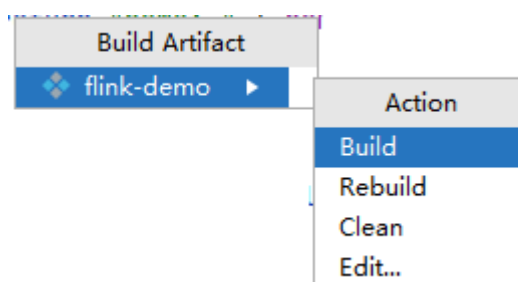 Build Artifact
flink-demo
Action
Build
Rebuild
Clean
Edit...